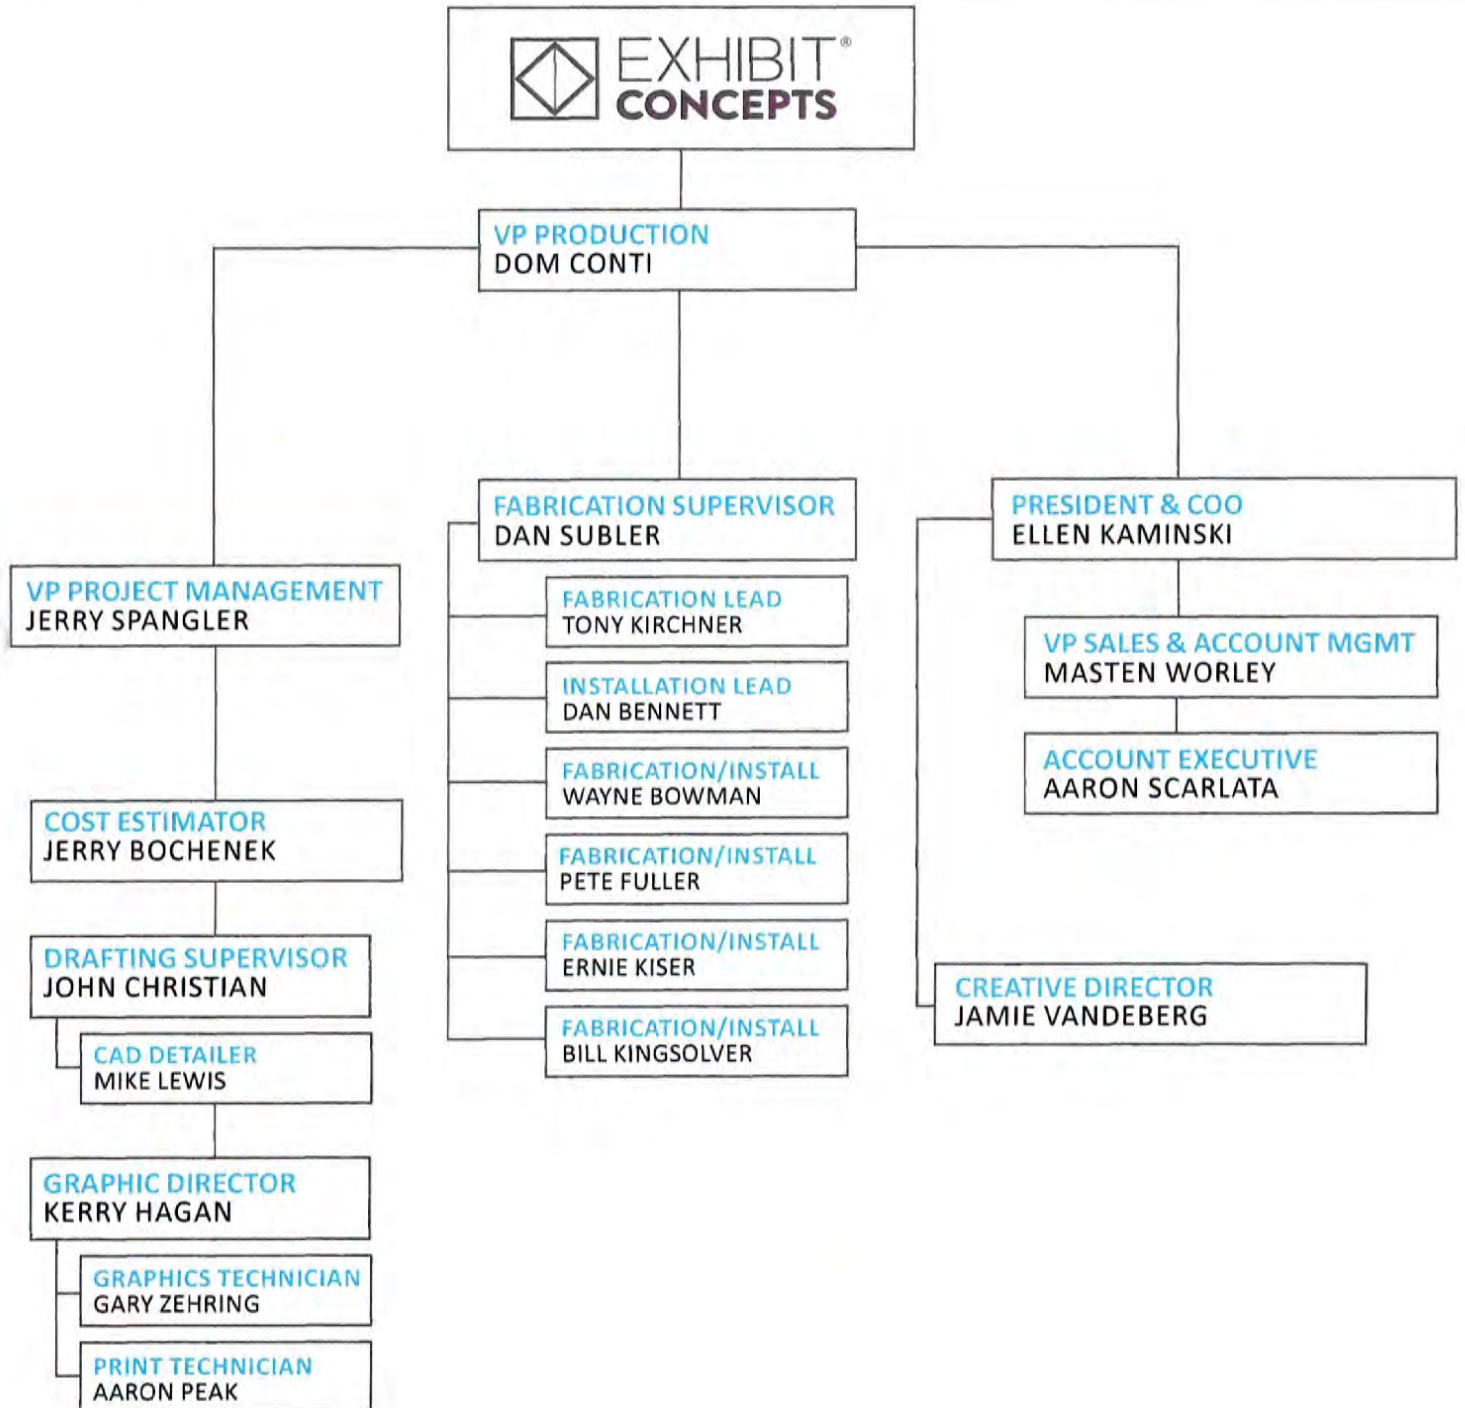 EXHIBIT®
CONCEPTS
VP PRODUCTION
DOM CONTI
VP PROJECT MANAGEMENT
JERRY SPANGLER
COST ESTIMATOR
JERRY BOCHENEK
DRAFTING SUPERVISOR
JOHN CHRISTIAN
CAD DETAILER
MIKE LEWIS
GRAPHIC DIRECTOR
KERRY HAGAN
GRAPHICS TECHNICIAN
GARY ZEHRING
PRINT TECHNICIAN
AARON PEAK
FABRICATION SUPERVISOR
DAN SUBLER
FABRICATION LEAD
TONY KIRCHNER
INSTALLATION LEAD
DAN BENNETT
FABRICATION/INSTALL
WAYNE BOWMAN
FABRICATION/INSTALL
PETE FULLER
FABRICATION/INSTALL
ERNIE KISER
FABRICATION/INSTALL
BILL KINGSOLVER
PRESIDENT & COO
ELLEN KAMINSKI
VP SALES & ACCOUNT MGMT
MASTEN WORLEY
ACCOUNT EXECUTIVE
AARON SCARLATA
CREATIVE DIRECTOR
JAMIE VANDEBERG